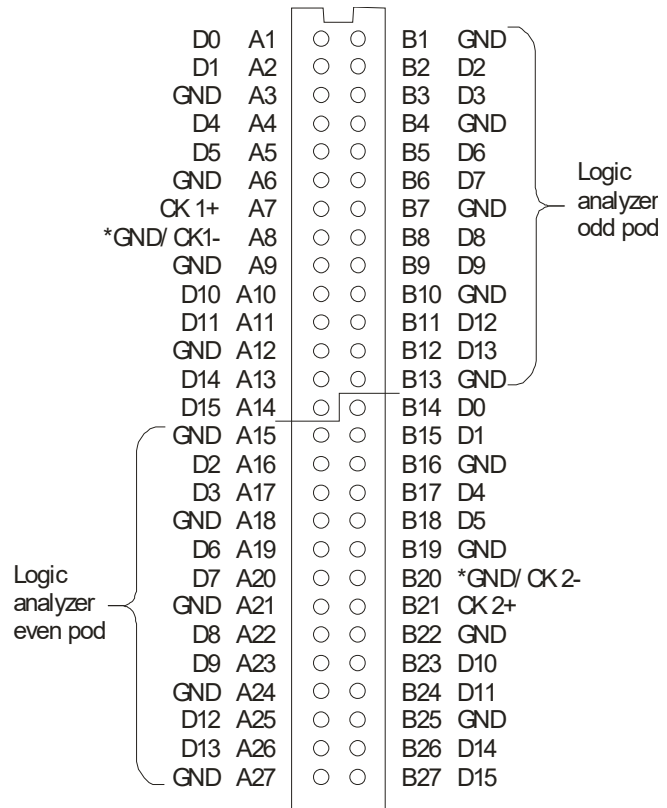 D0 A1 B1 GND
D1 A2 B2 D2
GND A3 B3 D3
D4 A4 B4 GND
D5 A5 B5 D6
GND A6 B6 D7
CK 1+ A7 B7 GND
*GND/ CK1- A8 B8 D8
GND A9 B9 D9
D10 A10 B10 GND
D11 A11 B11 D12
GND A12 B12 D13
D14 A13 B13 GND
D15 A14 B14 D0
GND A15 B15 D1
D2 A16 B16 GND
D3 A17 B17 D4
GND A18 B18 D5
D6 A19 B19 GND
D7 A20 B20 *GND/ CK 2-
GND A21 B21 CK 2+
D8 A22 B22 GND
D9 A23 B23 D10
GND A24 B24 D11
D12 A25 B25 GND
D13 A26 B26 D14
GND A27 B27 D15
Logic
analyzer
odd pod
Logic
analyzer
even pod